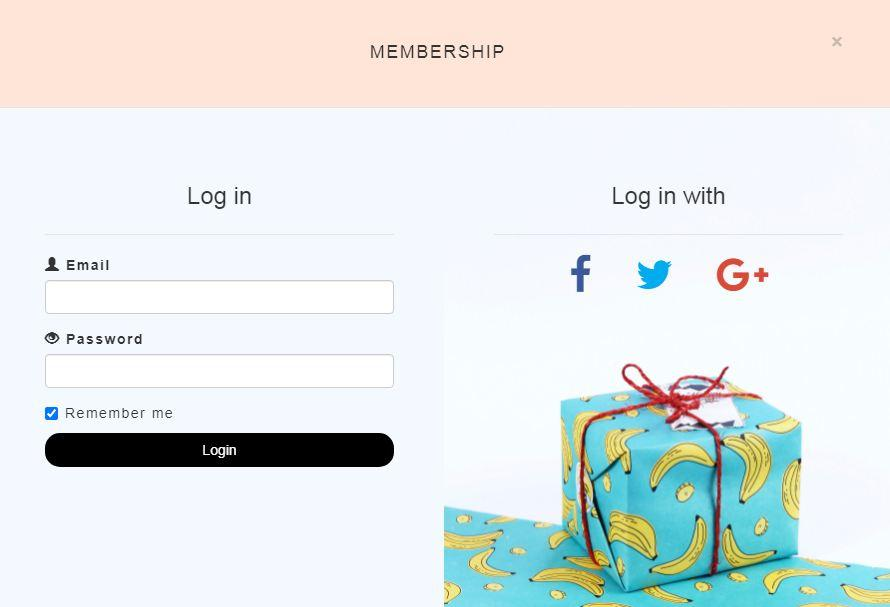 MEMBERSHIP
×
Log in
Email
Password
Remember me
Login
Log in with
f
G+